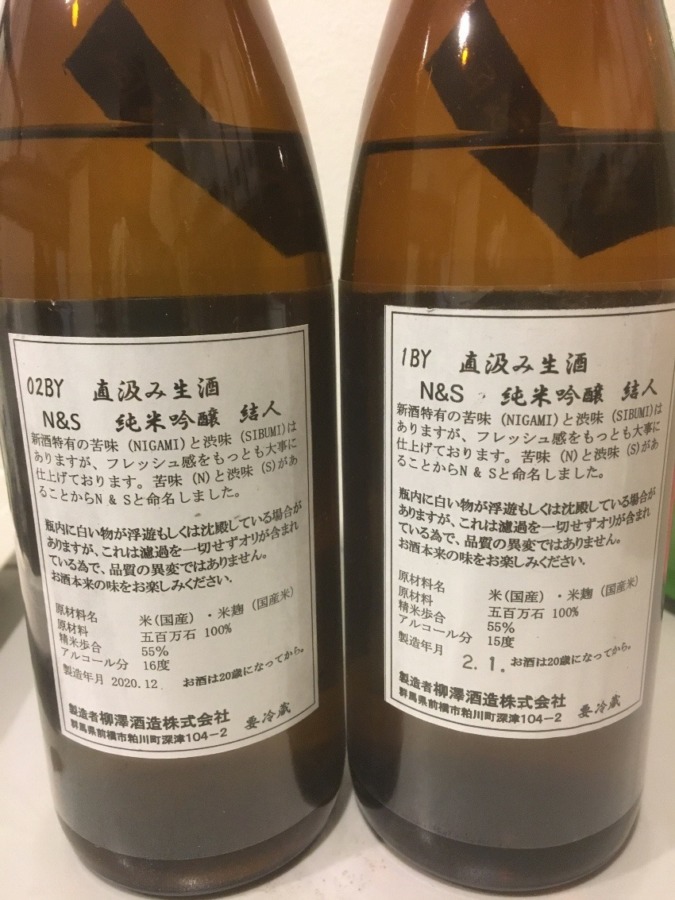 02BY 直汲み生酒
N&S 純米吟醸 結人
新酒特有の苦味(NIGAMI)と渋味(SIBUMI)は
ありますが、フレッシュ感をもっとも大事に
仕上げております。苦味(N)と渋味(S)があ
ることからN & Sと命名しました。
瓶内に白い物が浮遊もしくは沈殿している場合が
ありますが、これは濾過を一切せずオリが含まれ
ている為で、品質の異変ではありません。
お酒本来の味をお楽しみください。
原材料名 米(国産)・米麹(国産米)
原材料 五百万石 100%
精米歩合 55%
アルコール分 16度
製造年月 2020.12 お酒は20歳になってから。
製造者柳澤酒造株式会社
群馬県前橋市粕川町深津104-2 要冷蔵
1BY 直汲み生酒
N&S 純米吟醸 結人
新酒特有の苦味(NIGAMI)と渋味(SIBUMI)は
ありますが、フレッシュ感をもっとも大事に
仕上げております。苦味(N)と渋味(S)があ
ることからN & Sと命名しました。
瓶内に白い物が浮遊もしくは沈殿している場合が
ありますが、これは濾過を一切せずオリが含まれ
ている為で、品質の異変ではありません。
お酒本来の味をお楽しみください。
原材料名 米(国産)・米麹(国産米)
原材料 五百万石 100%
精米歩合 55%
アルコール分 15度
製造年月 2.1. お酒は20歳になってから。
製造者柳澤酒造株式会社
群馬県前橋市粕川町深津104-2 要冷蔵